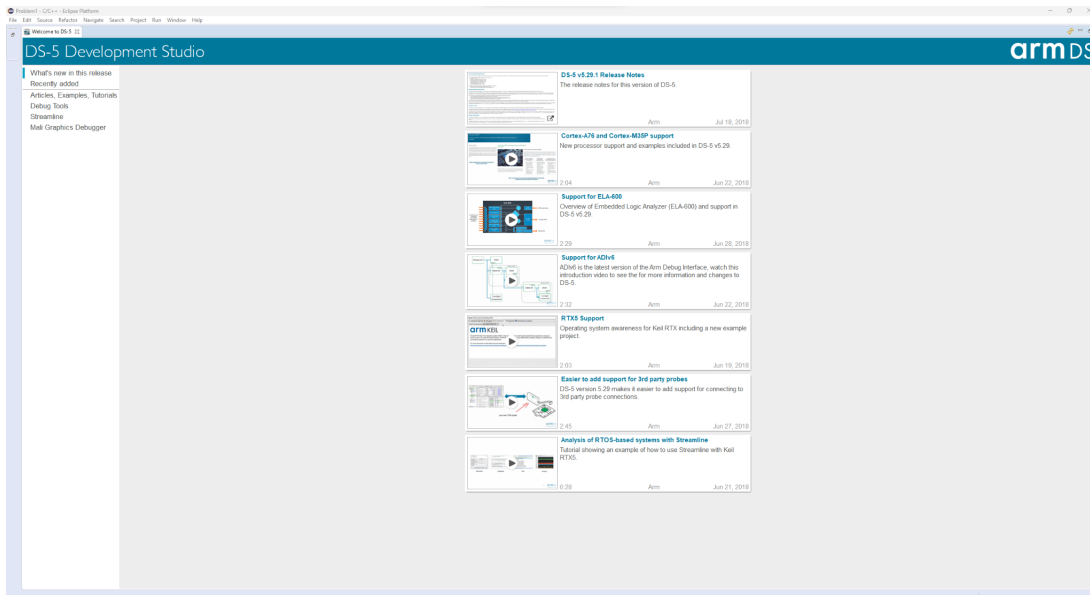 Problem1 - C/C++ - Eclipse Platform
File Edit Source Refactor Navigate Search Project Run Window Help
Welcome to DS-5
DS-5 Development Studio
arm DS
What's new in this release
Recently added
Articles, Examples, Tutorials
Debug Tools
Streamline
Mali Graphics Debugger
DS-5 v5.29.1 Release Notes
The release notes for this version of DS-5
Arm Jul 18, 2018
Cortex-A76 and Cortex-M35P support
New processor support and examples included in DS-5 v5.29.
2:04 Arm Jun 22, 2018
Support for ELA-600
Overview of Embedded Logic Analyzer (ELA-600) and support in
DS-5 v5.29
2:29 Arm Jun 28, 2018
Support for ADIv6
ADIv6 is the latest version of the Arm Debug Interface, watch this
introduction video to see the for more information and changes to
DS-5.
2:32 Arm Jun 22, 2018
RTX5 Support
Operating system awareness for Keil RTX including a new example
project.
arm KEIL
2:03 Arm Jun 19, 2018
Easier to add support for 3rd party probes
DS-5 version 5.29 makes it easier to add support for connecting to
3rd party probe connections.
2:45 Arm Jun 27, 2018
Analysis of RTOS-based systems with Streamline
Tutorial showing an example of how to use Streamline with Keil
RTX5.
6:28 Arm Jun 21, 2018